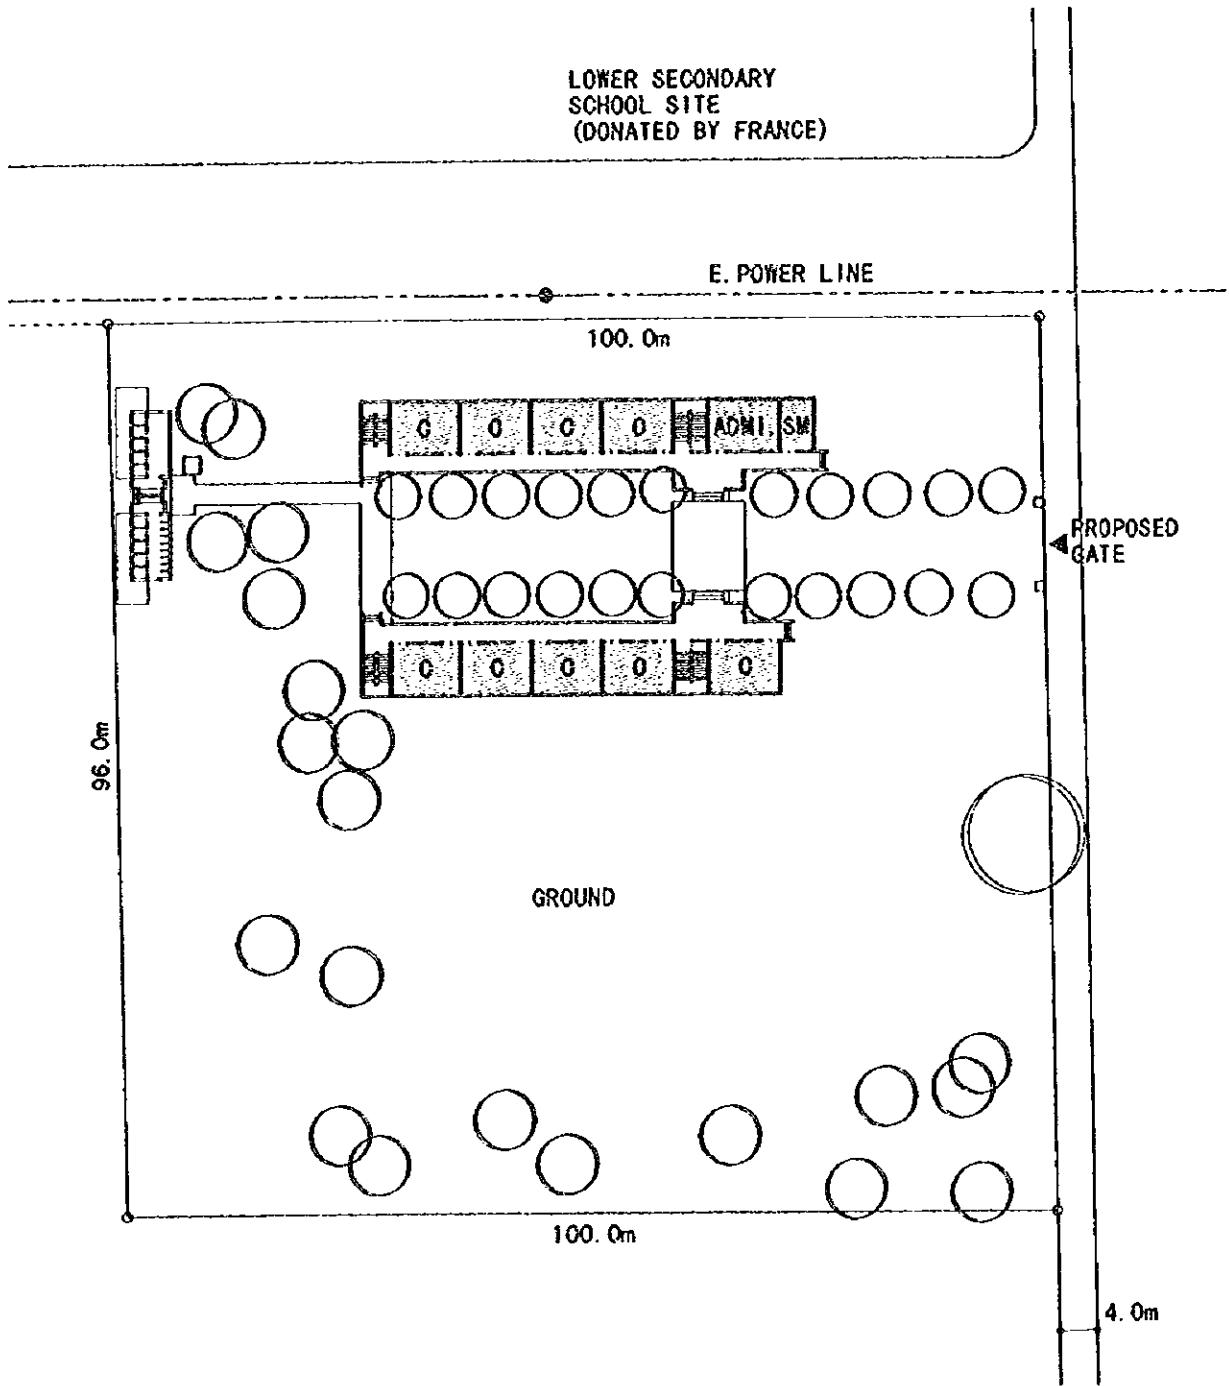 LOWER SECONDARY
SCHOOL SITE
(DONATED BY FRANCE)
E. POWER LINE
100. 0m
C C C C ADMI. SM
PROPOSED
GATE
C C C C C
96. 0m
GROUND
100. 0m
4. 0m